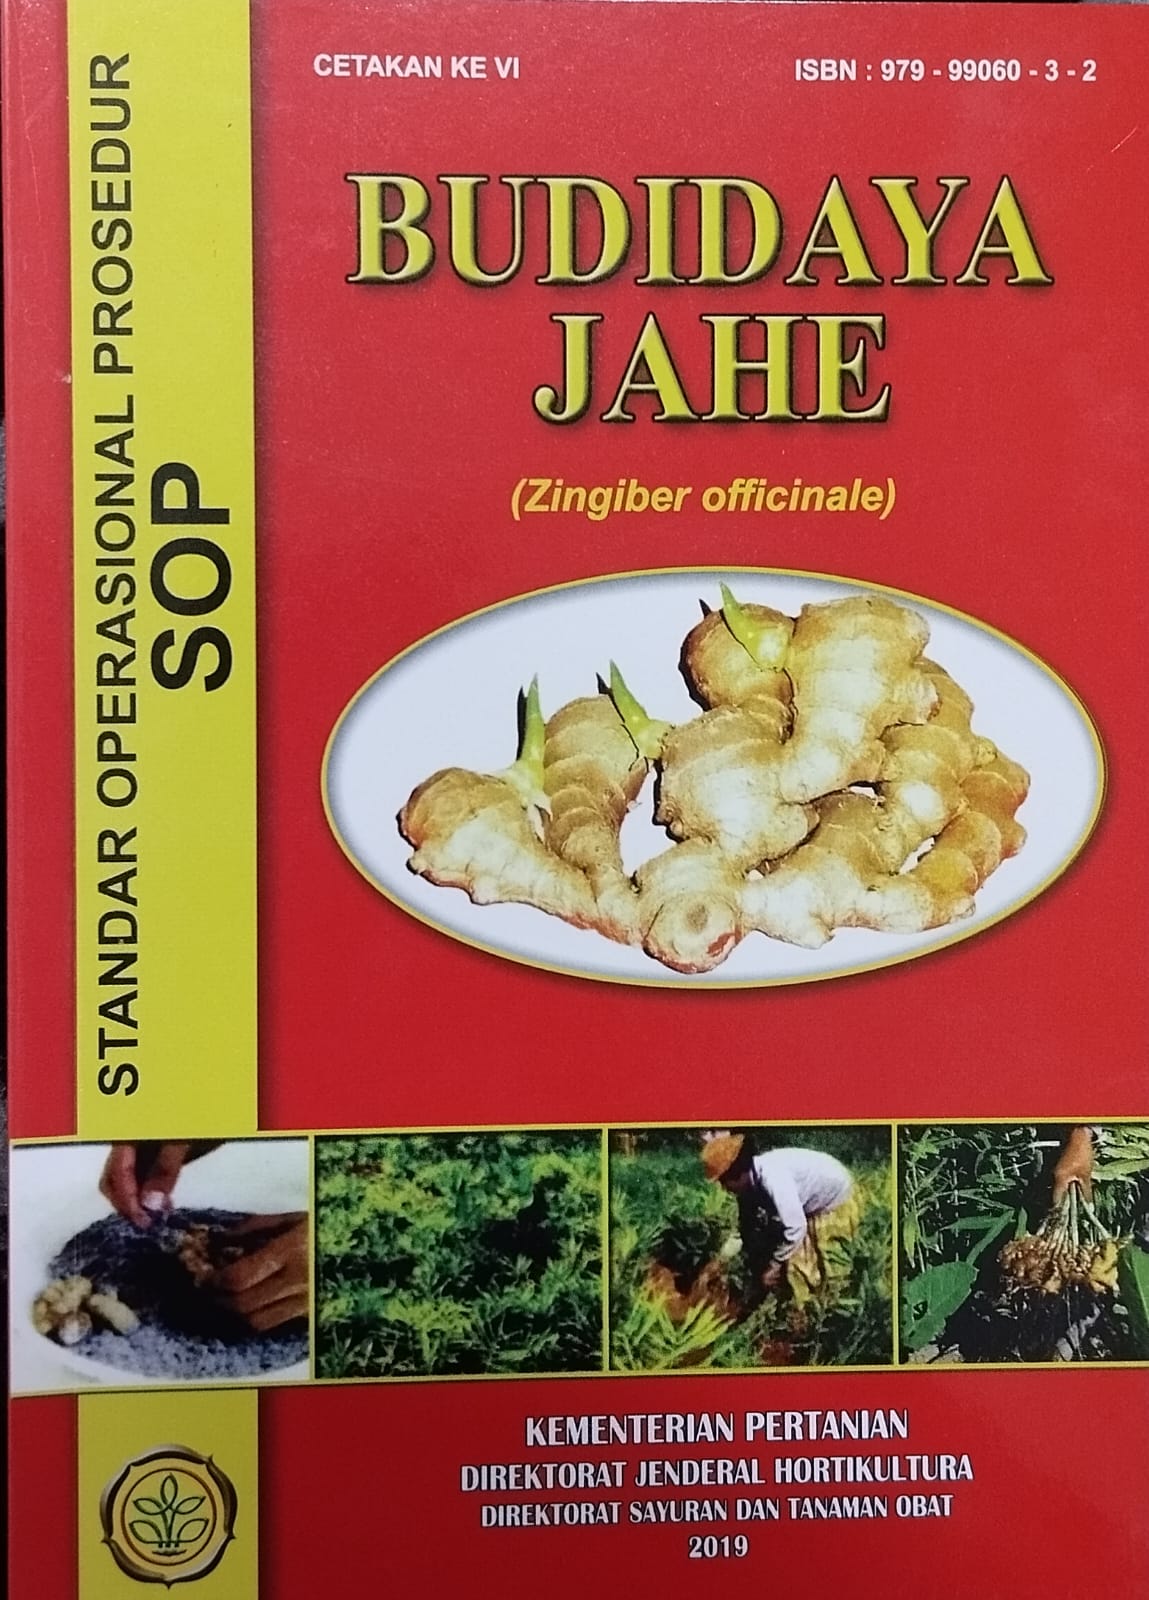 CETAKAN KE VI
ISBN : 979 - 99060 - 3 - 2
STANDAR OPERASIONAL PROSEDUR
SOP
BUDIDAYA
JAHE
(Zingiber officinale)
KEMENTERIAN PERTANIAN
DIREKTORAT JENDERAL HORTIKULTURA
DIREKTORAT SAYURAN DAN TANAMAN OBAT
2019